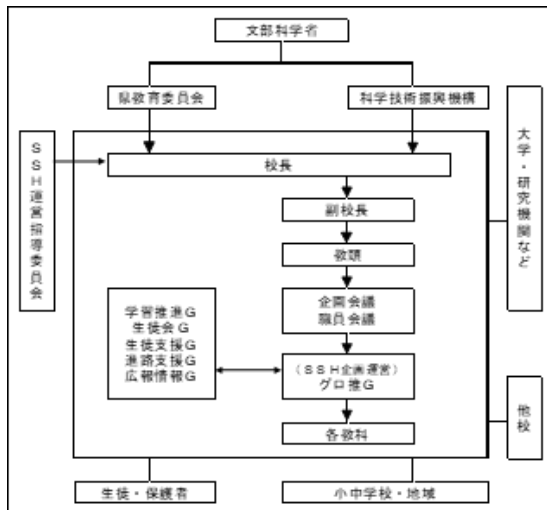 文部科学省
県教育委員会
科学技術振興機構
SSH運営指導委員会
大学・研究機関など
校長
副校長
教頭
企画会議
職員会議
学習推進G
生徒会G
生徒支援G
進路支援G
広報情報G
(SSH企画運営)
グロ推G
各教科
他校
生徒・保護者
小中学校・地域